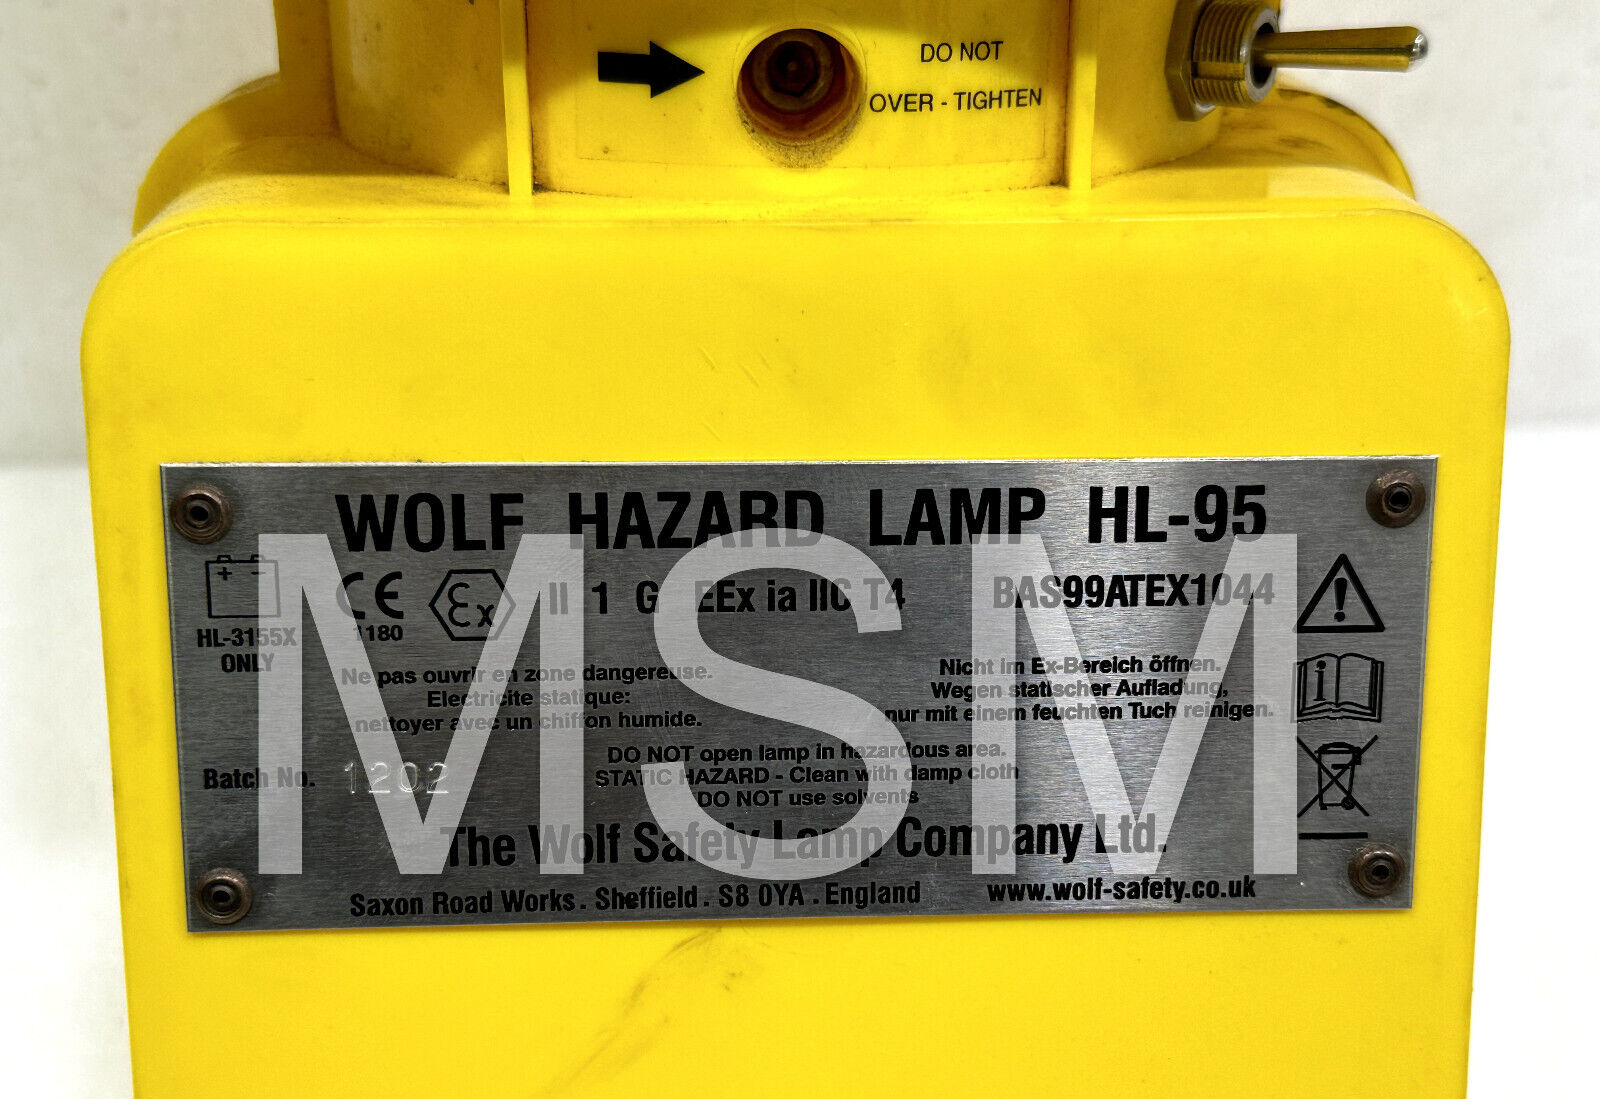 DO NOT
OVER - TIGHTEN
WOLF HAZARD LAMP HL-95
+ -
HL-3155X
ONLY
CE Ex II 1 G EEx ia IIC T4 BAS99ATEX1044
1180
Ne pas ouvrir en zone dangereuse.
Electricite statique:
nettoyer avec un chiffon humide.
Nicht im Ex-Bereich öffnen.
Wegen statischer Aufladung,
nur mit einem feuchten Tuch reinigen.
i
DO NOT open lamp in hazardous area.
STATIC HAZARD - Clean with damp cloth
DO NOT use solvents
Batch No. 1202
The Wolf Safety Lamp Company Ltd.
Saxon Road Works. Sheffield. S8 0YA. England www.wolf-safety.co.uk
MSM